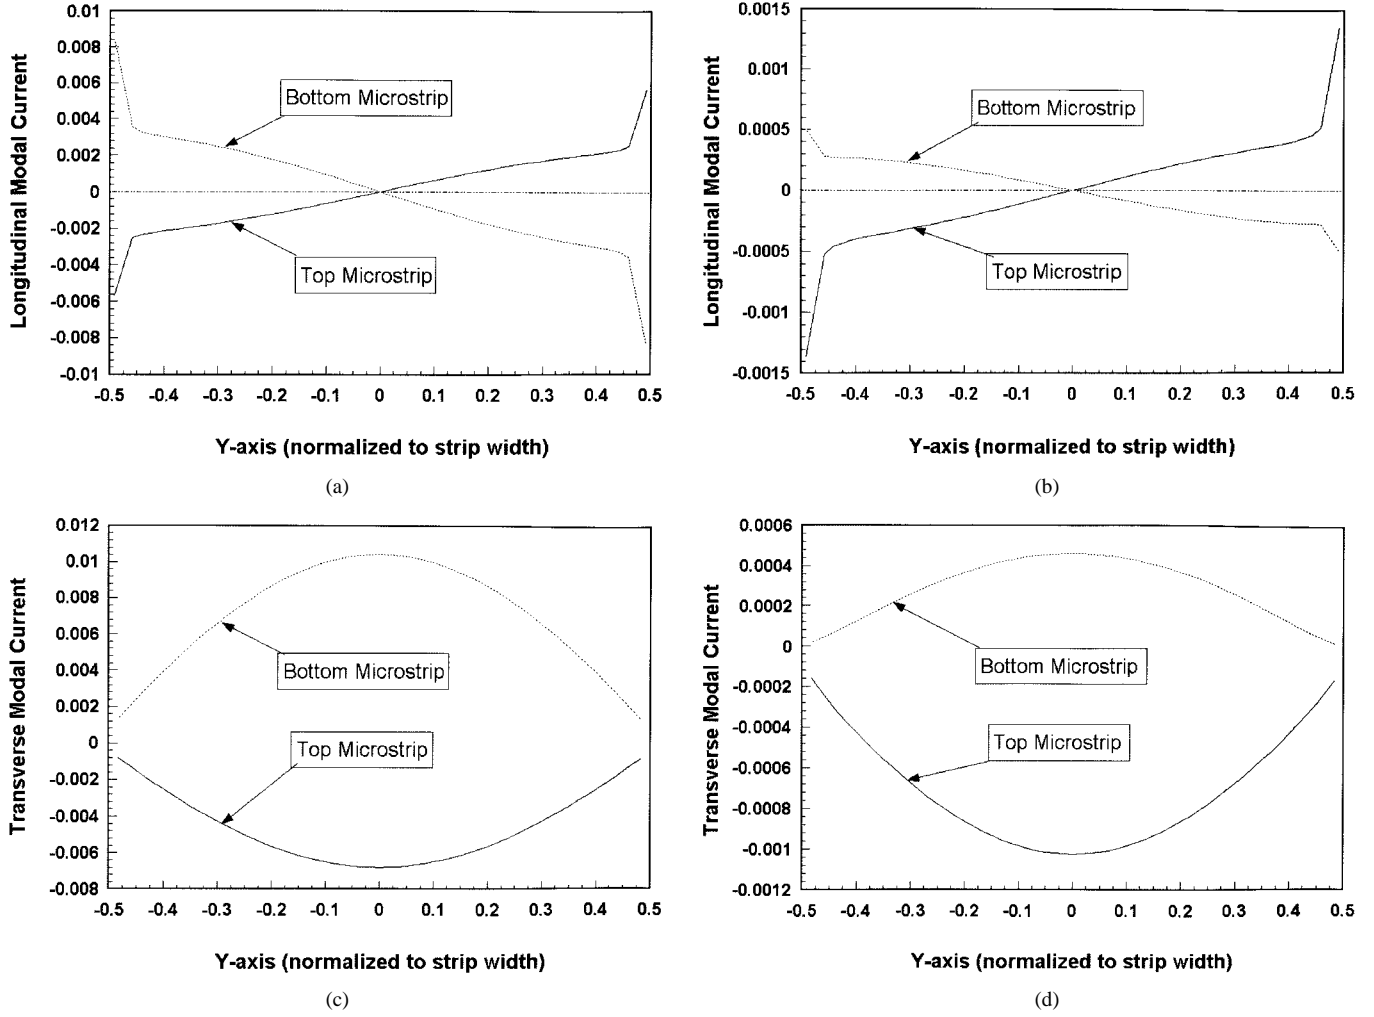 0.01
0.008
0.006
0.004
0.002
0
-0.002
-0.004
-0.006
-0.008
-0.01
Longitudinal Modal Current
Bottom Microstrip
Top Microstrip
-0.5 -0.4 -0.3 -0.2 -0.1 0 0.1 0.2 0.3 0.4 0.5
Y-axis (normalized to strip width)
(a)
0.0015
0.001
0.0005
0
-0.0005
-0.001
-0.0015
Longitudinal Modal Current
Bottom Microstrip
Top Microstrip
-0.5 -0.4 -0.3 -0.2 -0.1 0 0.1 0.2 0.3 0.4 0.5
Y-axis (normalized to strip width)
(b)
0.012
0.01
0.008
0.006
0.004
0.002
0
-0.002
-0.004
-0.006
-0.008
Transverse Modal Current
Bottom Microstrip
Top Microstrip
-0.5 -0.4 -0.3 -0.2 -0.1 0 0.1 0.2 0.3 0.4 0.5
Y-axis (normalized to strip width)
(c)
0.0006
0.0004
0.0002
0
-0.0002
-0.0004
-0.0006
-0.0008
-0.001
-0.0012
Transverse Modal Current
Bottom Microstrip
Top Microstrip
-0.5 -0.4 -0.3 -0.2 -0.1 0 0.1 0.2 0.3 0.4 0.5
Y-axis (normalized to strip width)
(d)